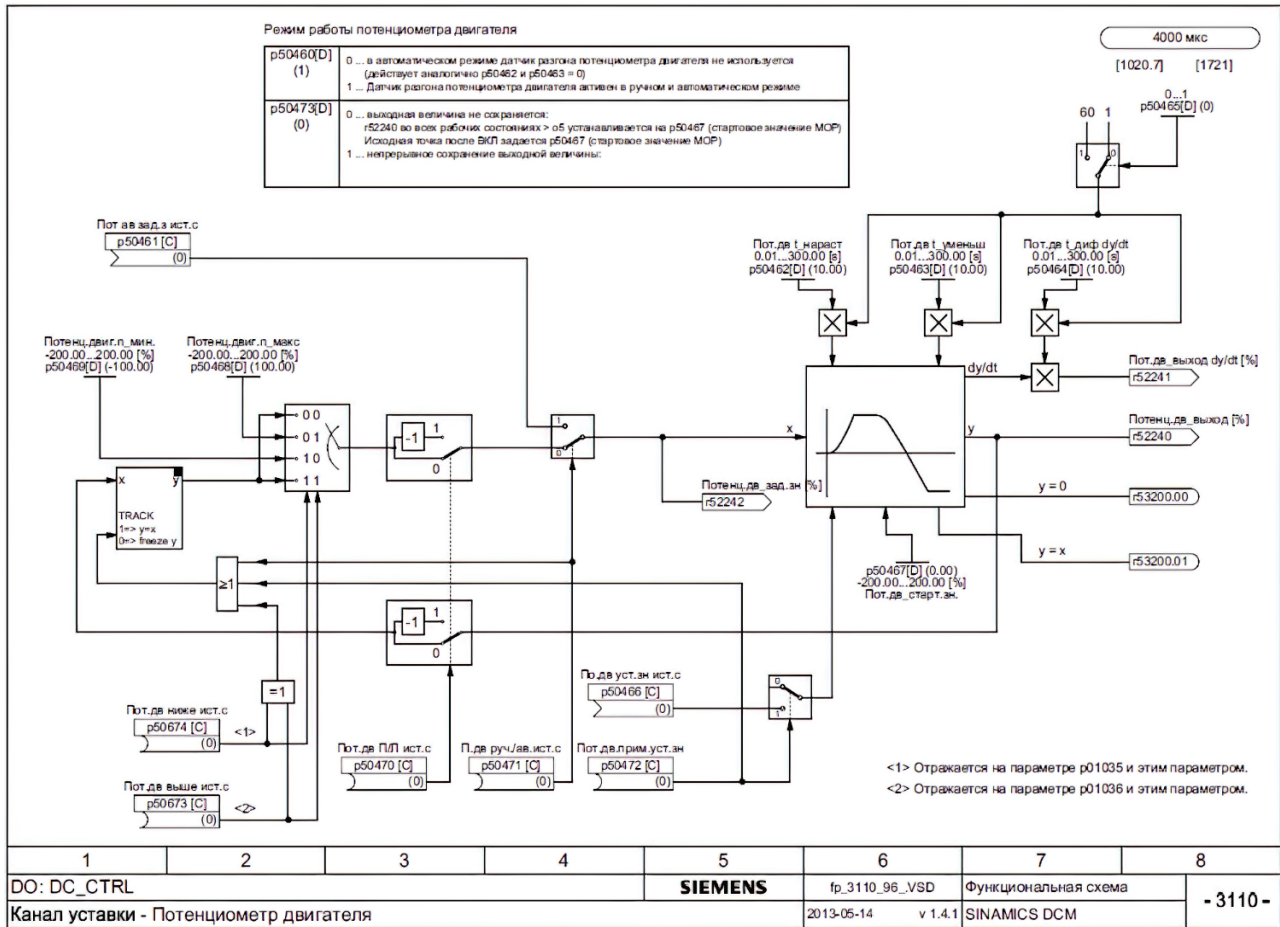 Режим работы потенциометра двигателя
p50460[D]
(1)
0 ... в автоматическом режиме датчик разгона потенциометра двигателя не используется
(действует аналогично p50462 и p50463 = 0)
1 ... Датчик разгона потенциометра двигателя активен в ручном и автоматическом режиме
p50473[D]
(0)
0 ... выходная величина не сохраняется:
r52240 во всех рабочих состояниях > o5 устанавливается на p50467 (стартовое значение МОР)
Исходная точка после ВКЛ задается p50467 (стартовое значение МОР)
1 ... непрерывное сохранение выходной величины:
4000 мкс
[1020.7] [1721]
0...1
p50465[D] (0)
60 1
1 0
Пот ав зад.з ист.с
p50461 [C]
(0)
Пот.дв t_нараст
0.01...300.00 [s]
p50462[D] (10.00)
Пот.дв t_уменьш
0.01...300.00 [s]
p50463[D] (10.00)
Пот.дв t_диф dy/dt
0.01...300.00 [s]
p50464[D] (10.00)
Потенц.двиг.n_мин.
-200.00...200.00 [%]
p50469[D] (-100.00)
Потенц.двиг.n_макс
-200.00...200.00 [%]
p50468[D] (100.00)
0 0
0 1
1 0
1 1
-1
1
0
1
0
x
dy/dt
y
Пот.дв_выход dy/dt [%]
r52241
Потенц.дв_выход [%]
r52240
Потенц.дв_зад.зн [%]
r52242
y = 0
r53200.00
y = x
r53200.01
x y
TRACK
1=> y=x
0=> freeze y
≥1
p50467[D] (0.00)
-200.00...200.00 [%]
Пот.дв_старт.зн.
-1
1
0
=1
По.дв уст.зн ист.с
p50466 [C]
(0)
0
1
Пот.дв ниже ист.с
p50674 [C]
(0)
<1>
Пот.дв П/Л ист.с
p50470 [C]
(0)
П.дв руч./ав.ист.с
p50471 [C]
(0)
Пот.дв.прим.уст.зн
p50472 [C]
(0)
Пот.дв выше ист.с
p50673 [C]
(0)
<2>
<1> Отражается на параметре p01035 и этим параметром.
<2> Отражается на параметре p01036 и этим параметром.
1 2 3 4 5 6 7 8
DO: DC_CTRL
SIEMENS
fp_3110_96_.VSD
Функциональная схема
- 3110 -
Канал уставки - Потенциометр двигателя
2013-05-14 v 1.4.1
SINAMICS DCM